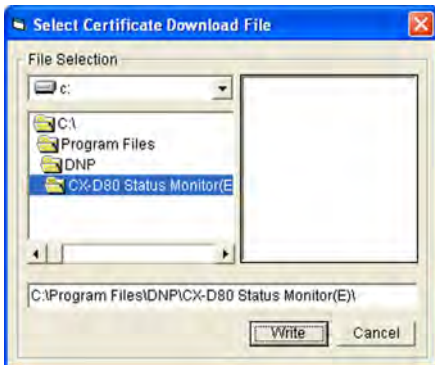 Select Certificate Download File
File Selection
c:
C:\
Program Files
DNP
CX-D80 Status Monitor(E
C:\Program Files\DNP\CX-D80 Status Monitor(E)\
Write
Cancel